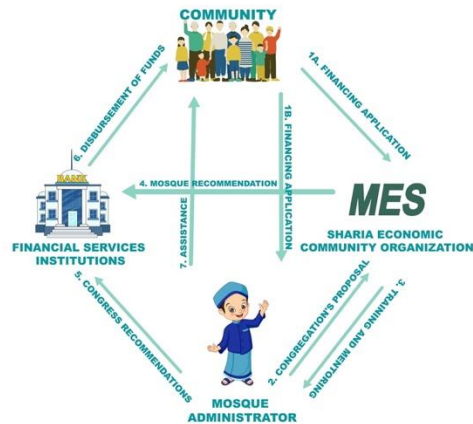 COMMUNITY
6. DISBURSEMENT OF FUNDS
1A. FINANCING APPLICATION
1B. FINANCING APPLICATION
4. MOSQUE RECOMMENDATION
7. ASSISTANCE
BANK
FINANCIAL SERVICES
INSTITUTIONS
MES
SHARIA ECONOMIC
COMMUNITY ORGANIZATION
5. CONGRESS RECOMMENDATIONS
2. CONGREGATION'S PROPOSAL
3. TRAINING AND MENTORING
MOSQUE
ADMINISTRATOR